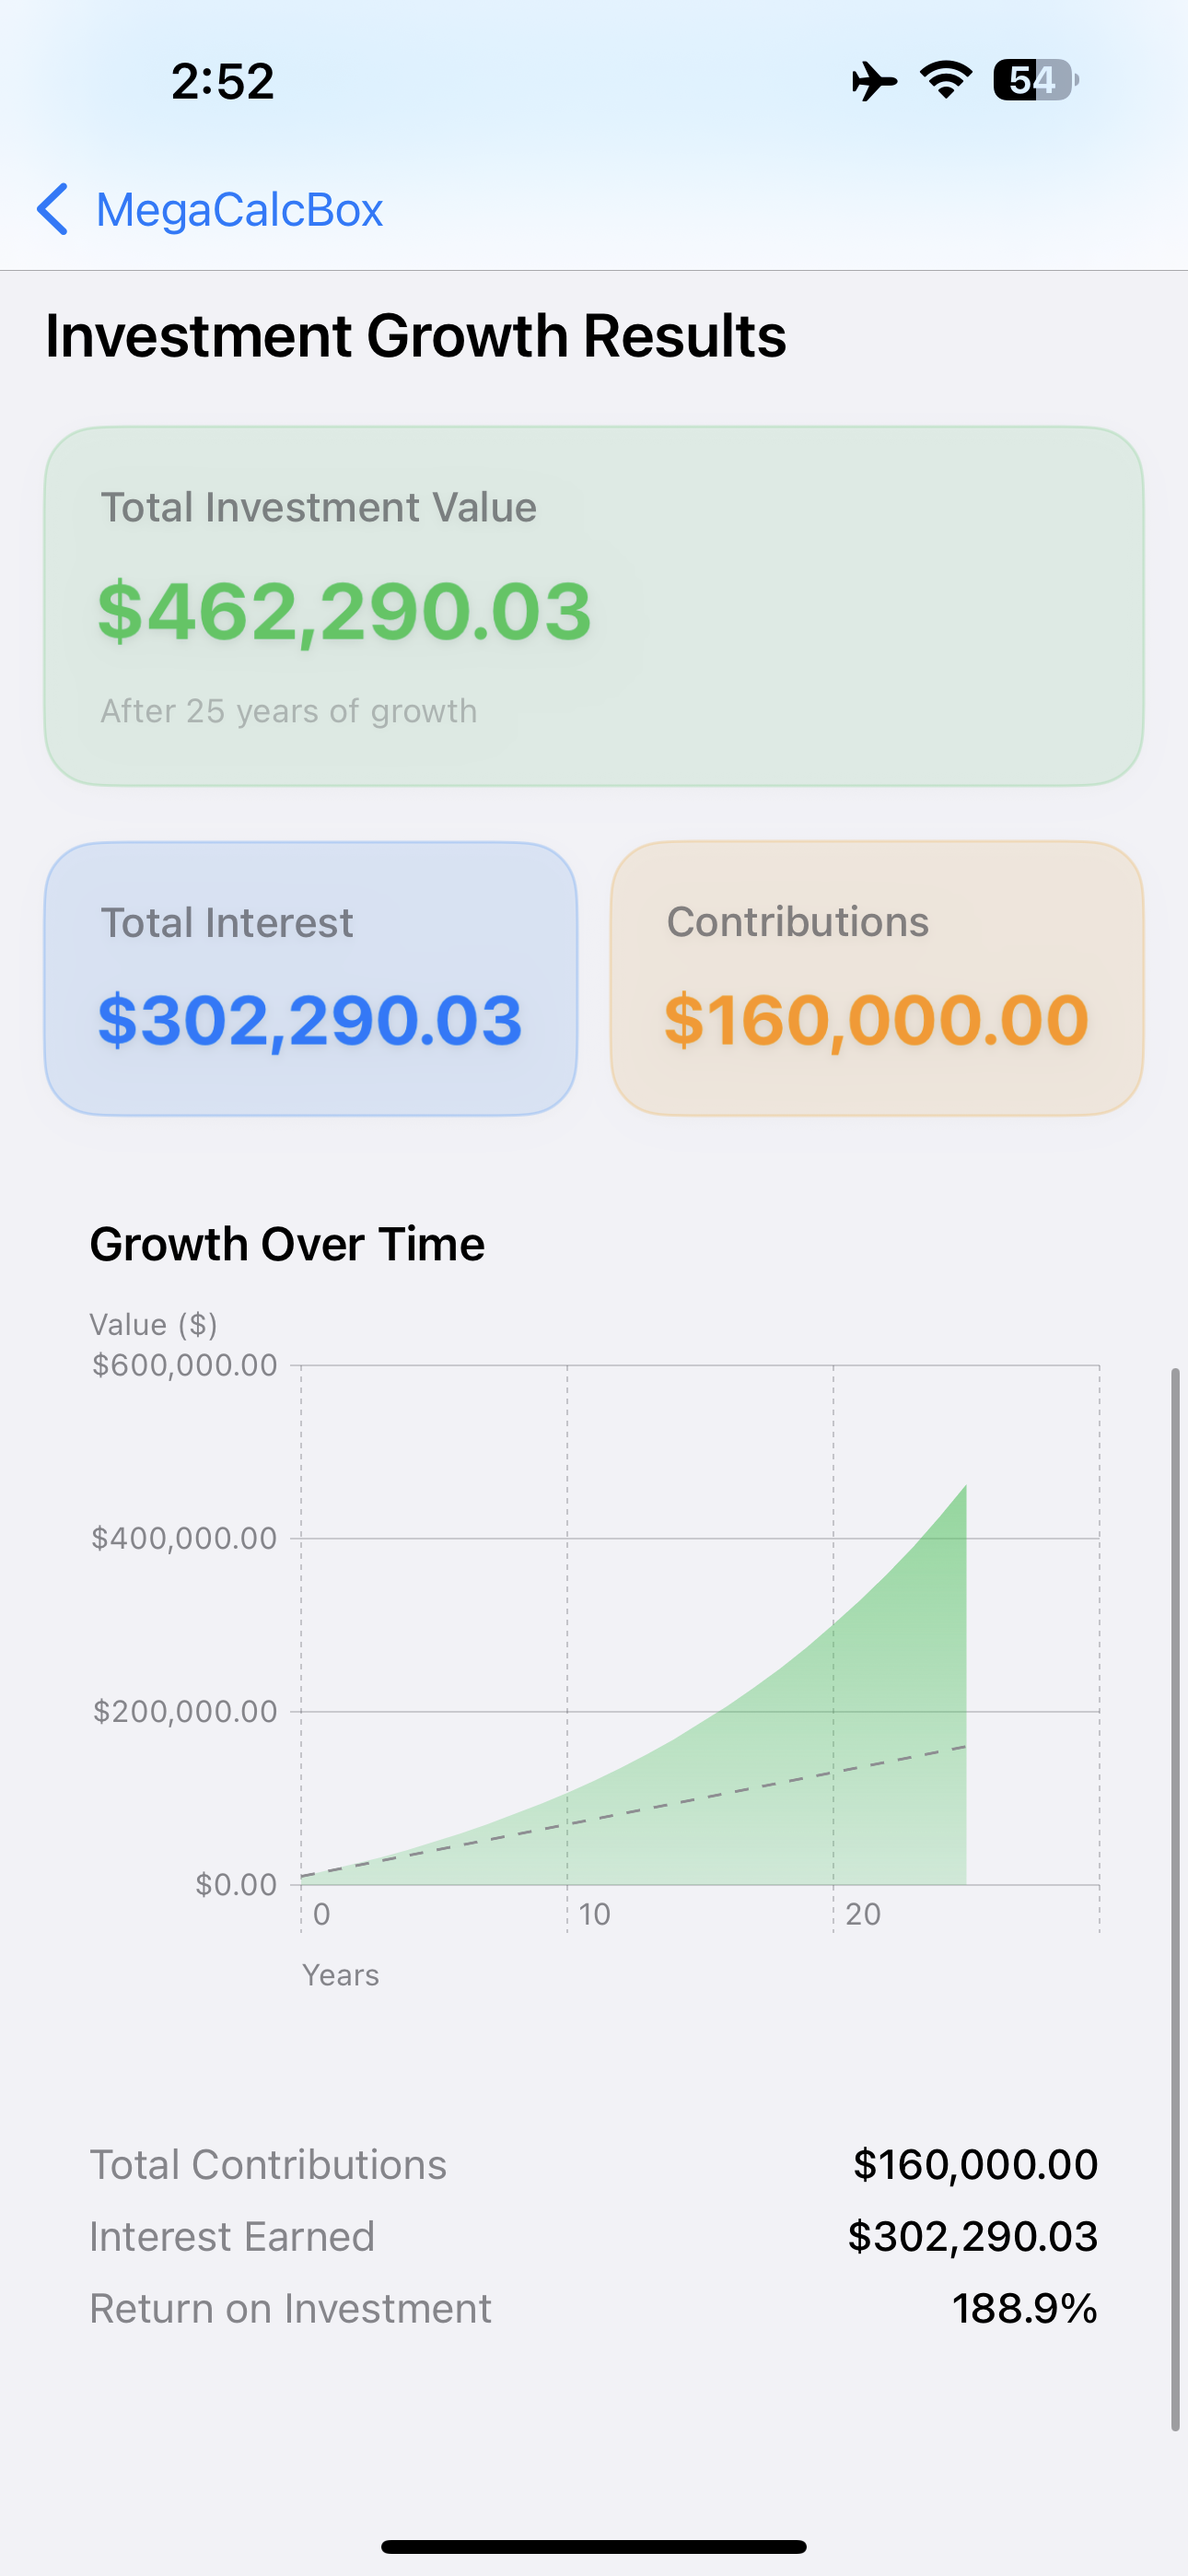 2:52
54
MegaCalcBox
Investment Growth Results
Total Investment Value
$462,290.03
After 25 years of growth
Total Interest
$302,290.03
Contributions
$160,000.00
Growth Over Time
Value ($)
$600,000.00
$400,000.00
$200,000.00
$0.00
0 10 20
Years
Total Contributions $160,000.00
Interest Earned $302,290.03
Return on Investment 188.9%